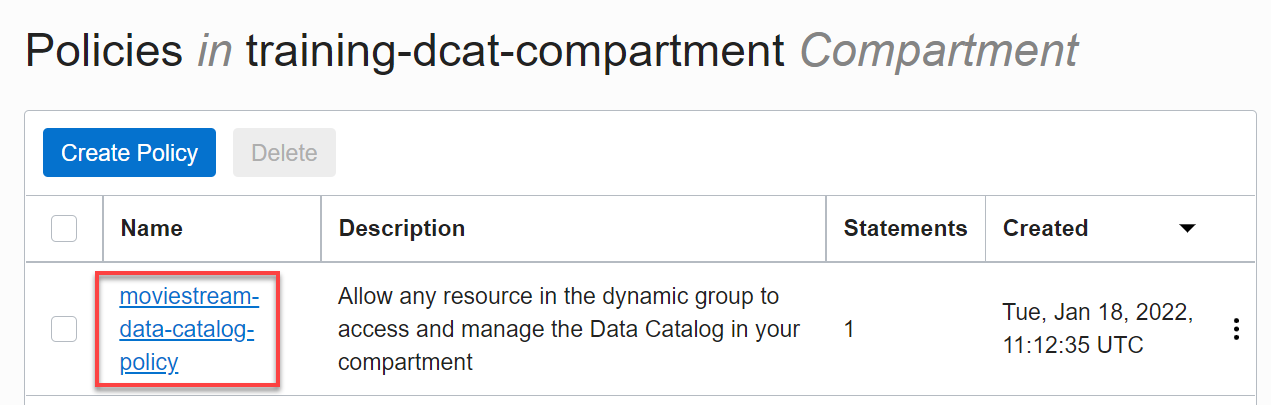 Policies in training-dcat-compartment Compartment
Create Policy Delete
Name Description Statements Created
moviestream- Allow any resource in the dynamic group to
data-catalog- access and manage the Data Catalog in your 1 Tue, Jan 18, 2022,
policy compartment 11:12:35 UTC